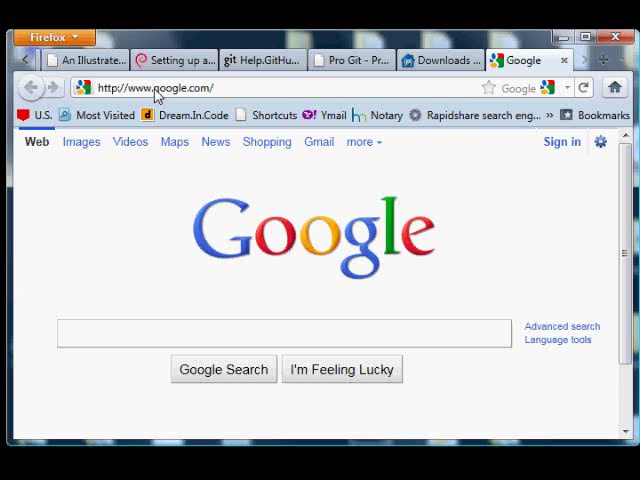 Firefox
An Illustrate... Setting up a... git Help.GitHu... Pro Git - Pr... Downloads ... Google
http://www.google.com/ Google
U.S. Most Visited d Dream.In.Code Shortcuts Y! Ymail hn Notary Rapidshare search eng... » Bookmarks
Web Images Videos Maps News Shopping Gmail more Sign in
Google
Advanced search
Language tools
Google Search I'm Feeling Lucky